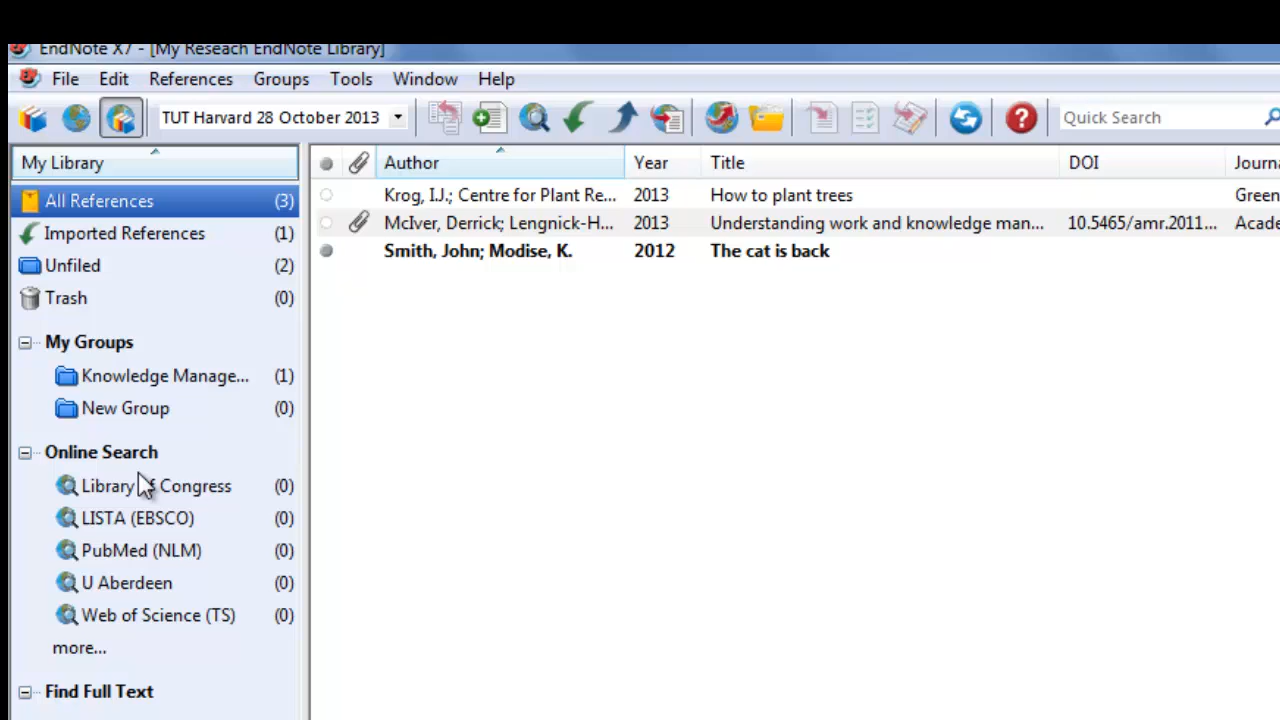 EndNote X7 - [My Reseach EndNote Library]
File Edit References Groups Tools Window Help
TUT Harvard 28 October 2013 Quick Search
My Library Author Year Title DOI Journa
All References (3) Krog, I.J.; Centre for Plant Re... 2013 How to plant trees Green
Imported References (1) McIver, Derrick; Lengnick-H... 2013 Understanding work and knowledge man... 10.5465/amr.2011... Acade
Unfiled (2) Smith, John; Modise, K. 2012 The cat is back
Trash (0)
My Groups
Knowledge Manage... (1)
New Group (0)
Online Search
Library of Congress (0)
LISTA (EBSCO) (0)
PubMed (NLM) (0)
U Aberdeen (0)
Web of Science (TS) (0)
more...
Find Full Text